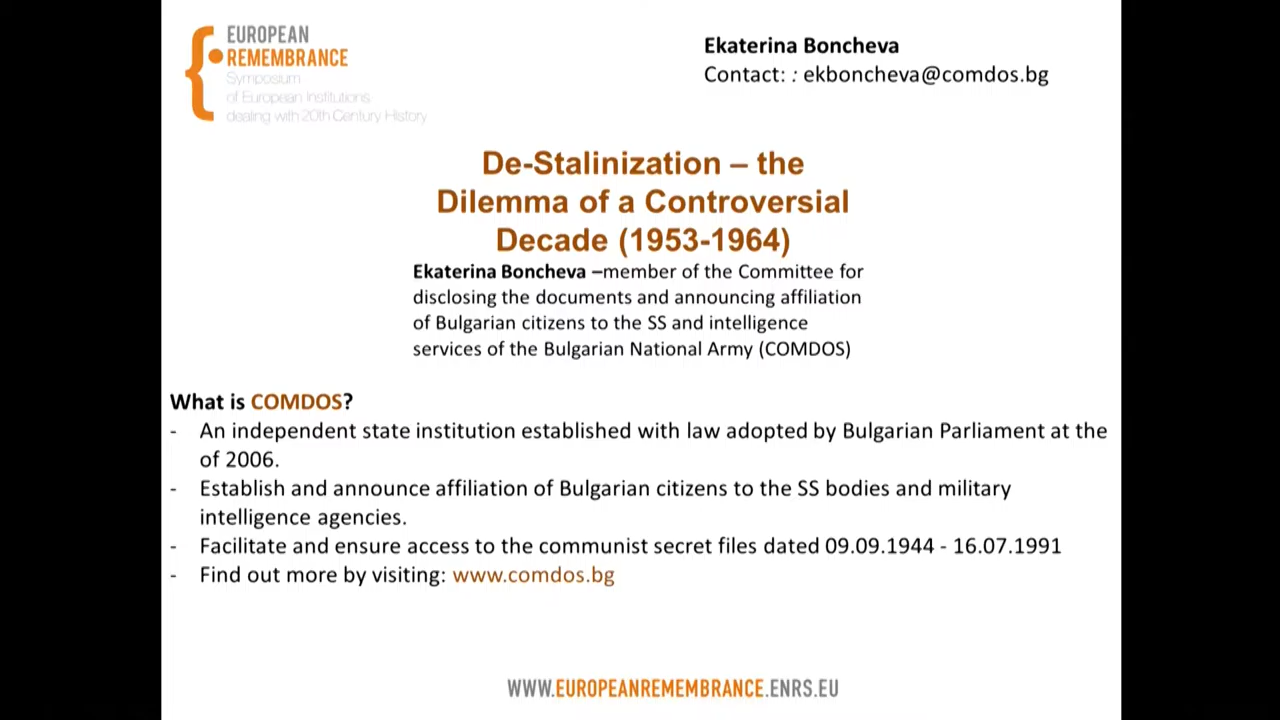 EUROPEAN
REMEMBRANCE
Symposium
of European Institutions
dealing with 20th Century History
Ekaterina Boncheva
Contact: : ekboncheva@comdos.bg
De-Stalinization – the
Dilemma of a Controversial
Decade (1953-1964)
Ekaterina Boncheva –member of the Committee for
disclosing the documents and announcing affiliation
of Bulgarian citizens to the SS and intelligence
services of the Bulgarian National Army (COMDOS)
What is COMDOS?
- An independent state institution established with law adopted by Bulgarian Parliament at the
of 2006.
- Establish and announce affiliation of Bulgarian citizens to the SS bodies and military
intelligence agencies.
- Facilitate and ensure access to the communist secret files dated 09.09.1944 - 16.07.1991
- Find out more by visiting: www.comdos.bg
WWW.EUROPEANREMEMBRANCE.ENRS.EU